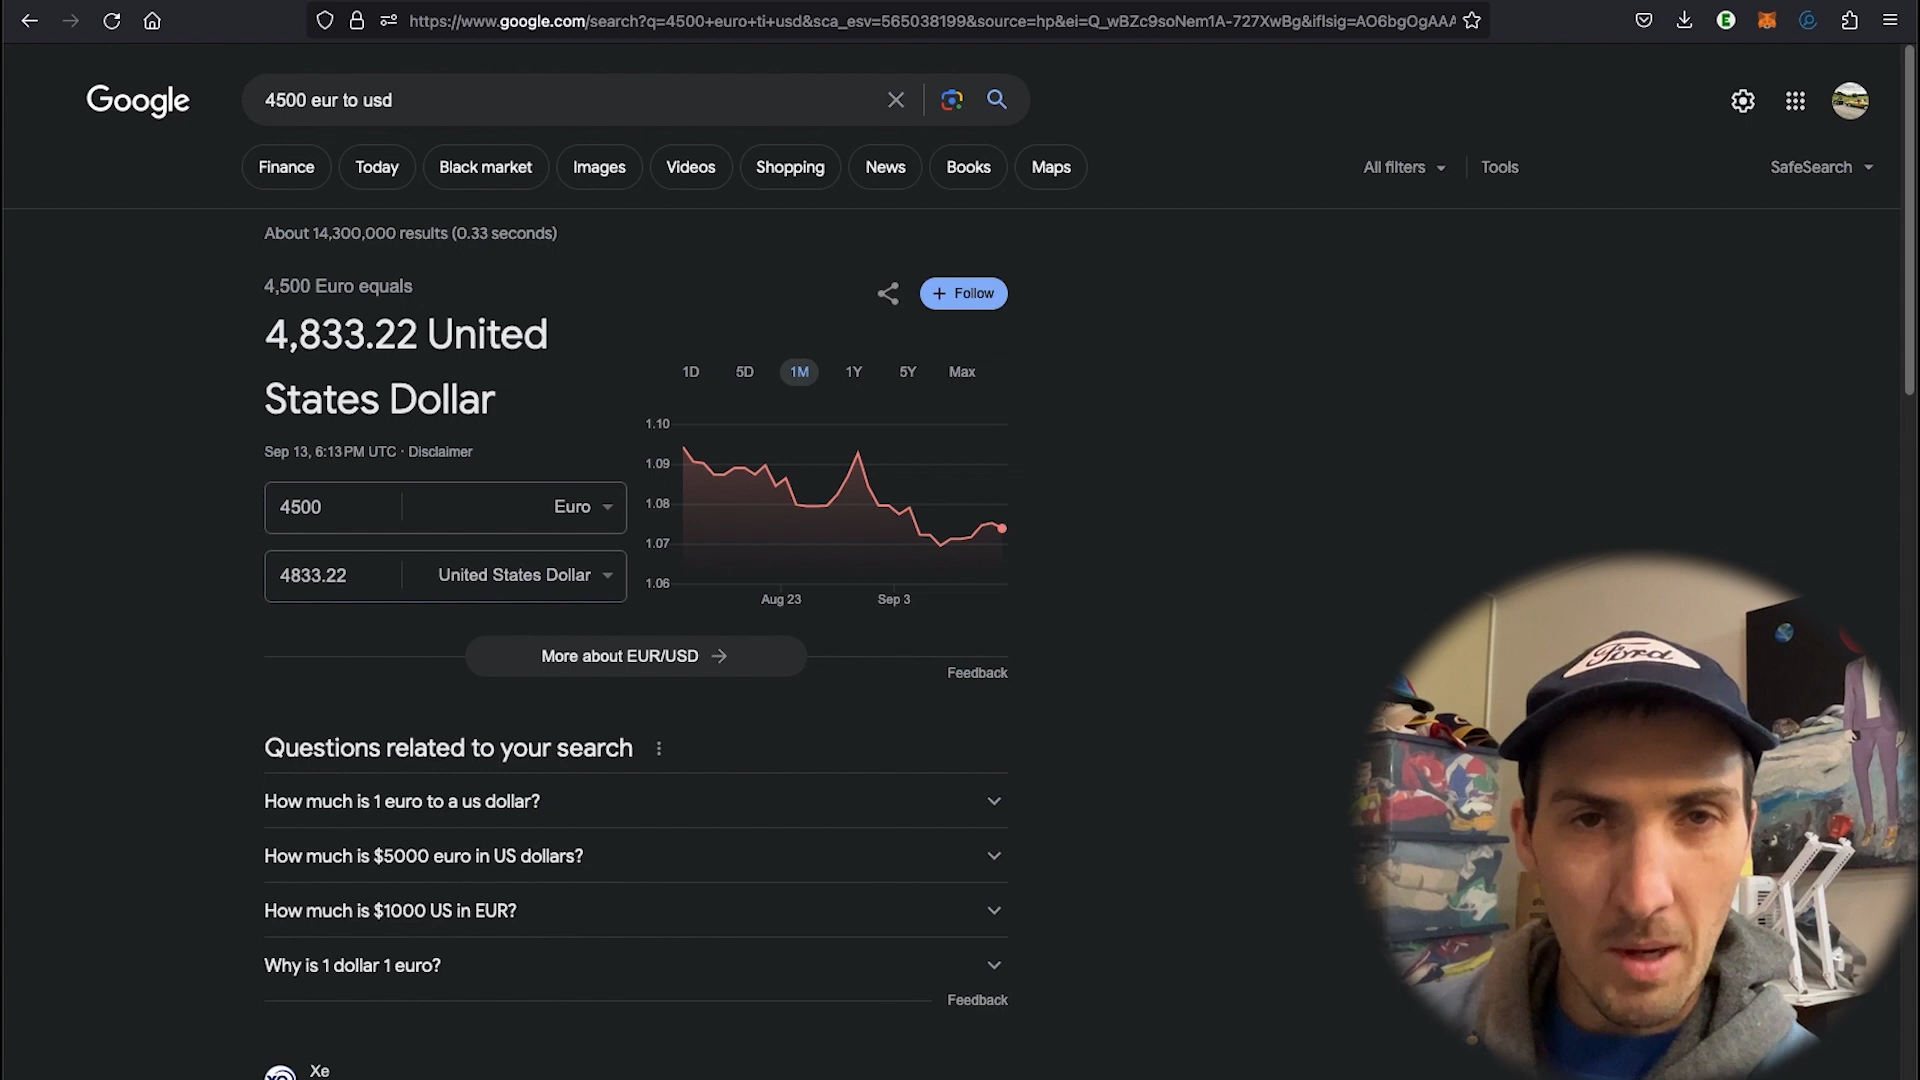 https://www.google.com/search?q=4500+euro+ti+usd&sca_esv=565038199&source=hp&ei=Q_wBZc9soNem1A-727XwBg&iflsig=AO6bgOgAAA
Google
4500 eur to usd
Finance
Today
Black market
Images
Videos
Shopping
News
Books
Maps
All filters
Tools
SafeSearch
About 14,300,000 results (0.33 seconds)
4,500 Euro equals
4,833.22 United
States Dollar
Sep 13, 6:13 PM UTC · Disclaimer
4500
Euro
4833.22
United States Dollar
+ Follow
1D
5D
1M
1Y
5Y
Max
1.10
1.09
1.08
1.07
1.06
Aug 23
Sep 3
More about EUR/USD
Feedback
Questions related to your search
How much is 1 euro to a us dollar?
How much is $5000 euro in US dollars?
How much is $1000 US in EUR?
Why is 1 dollar 1 euro?
Feedback
Xe
Ford